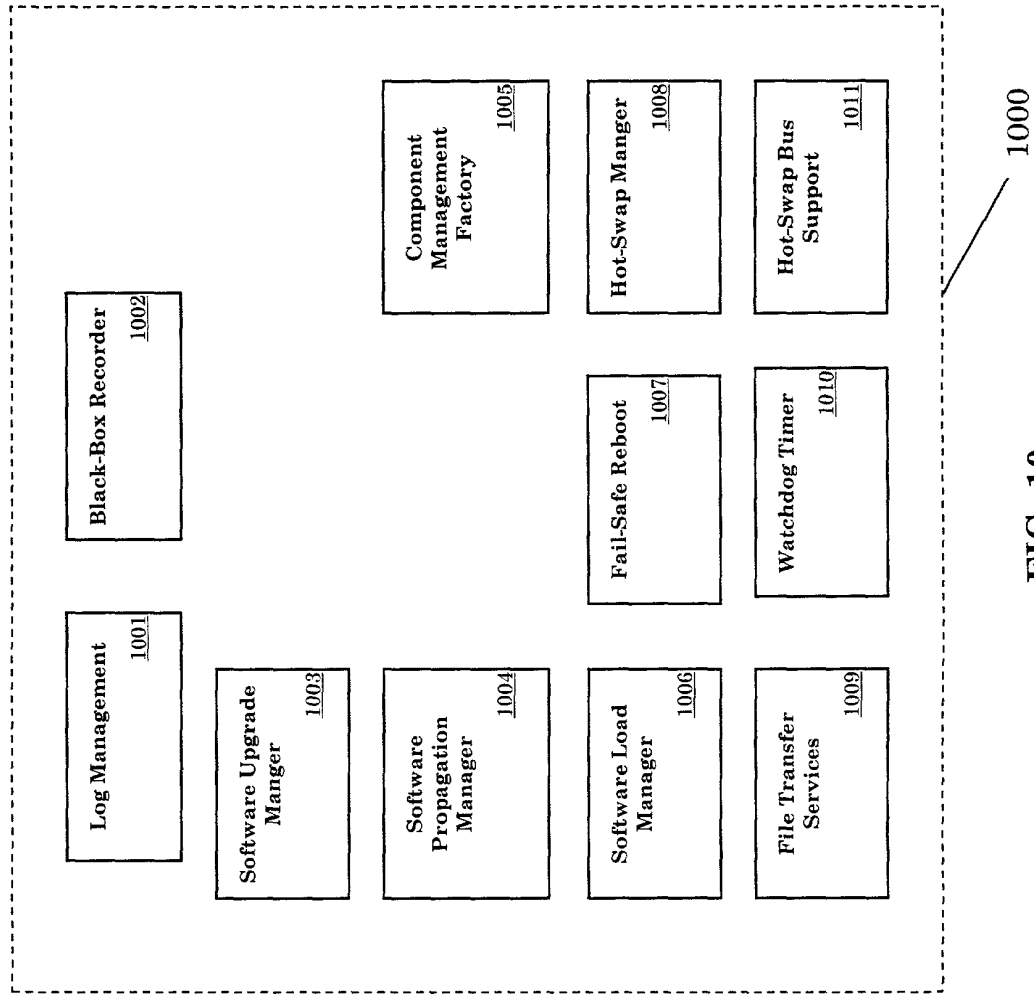 Log Management
1001
Black-Box Recorder
1002
Software Upgrade
Manger
1003
Software
Propagation
Manager
1004
Component
Management
Factory
1005
Software Load
Manager
1006
Fail-Safe Reboot
1007
Hot-Swap Manger
1008
File Transfer
Services
1009
Watchdog Timer
1010
Hot-Swap Bus
Support
1011
1000
FIG. 10